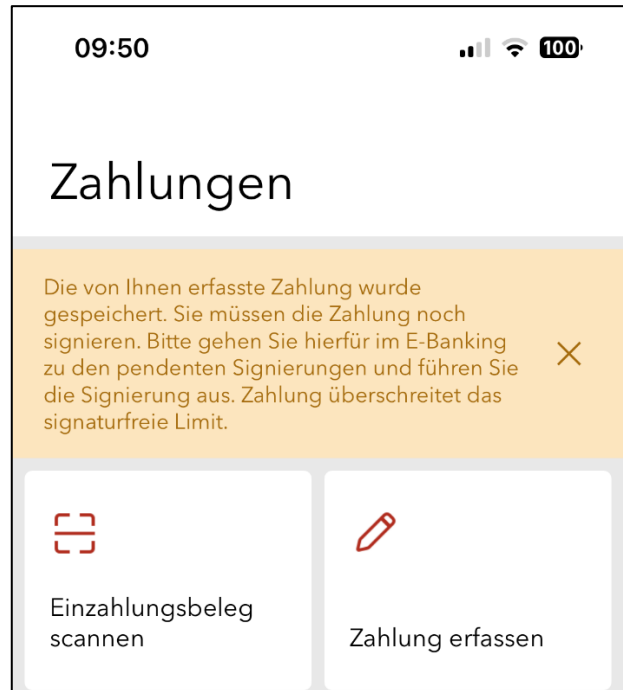 09:50
100
Zahlungen
Die von Ihnen erfasste Zahlung wurde
gespeichert. Sie müssen die Zahlung noch
signieren. Bitte gehen Sie hierfür im E-Banking
zu den pendenten Signierungen und führen Sie
die Signierung aus. Zahlung überschreitet das
signaturfreie Limit.
Einzahlungsbeleg
scannen
Zahlung erfassen